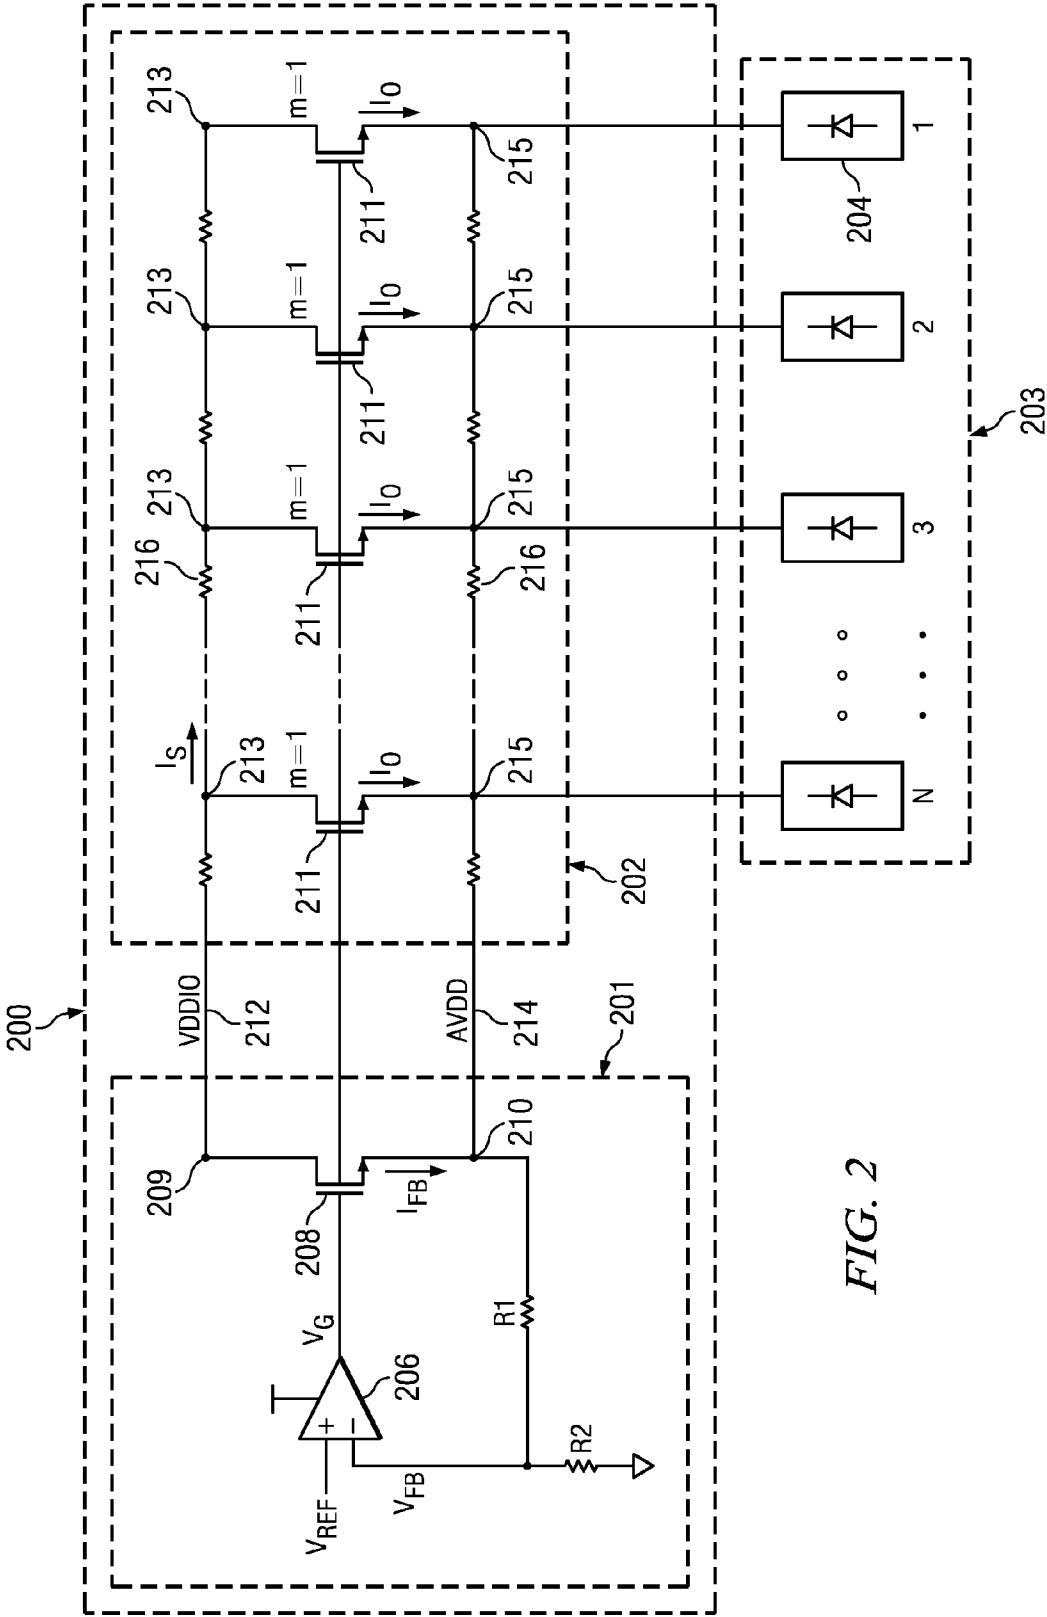 200
201
V_REF
V_FB
+
−
206
V_G
R1
R2
208
I_FB
209
210
VDDIO
212
AVDD
214
202
I_S
213
m=1
211
I_O
215
216
213
m=1
211
I_O
215
216
213
m=1
211
I_O
215
213
m=1
211
I_O
215
203
204
N
3
2
1
FIG. 2